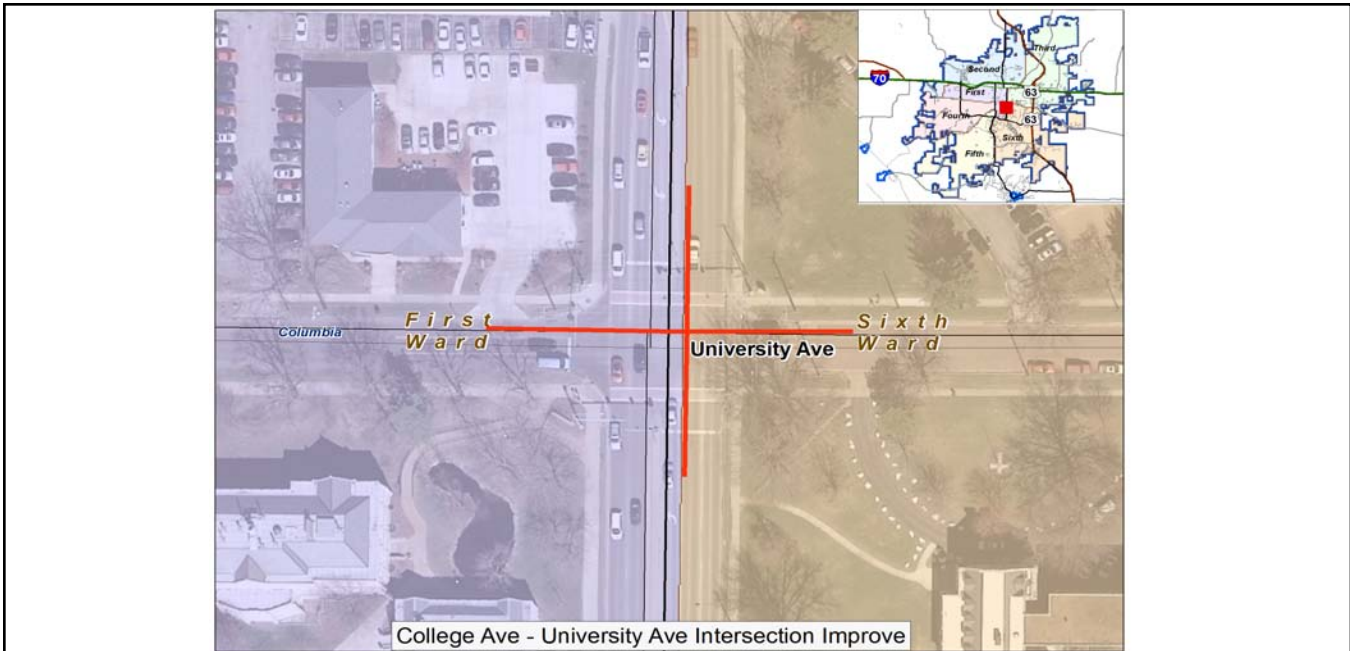 Third
Second
70
First
63
Fourth
63
Sixth
Fifth
First
Ward
Columbia
Sixth
Ward
University Ave
College Ave - University Ave Intersection Improve